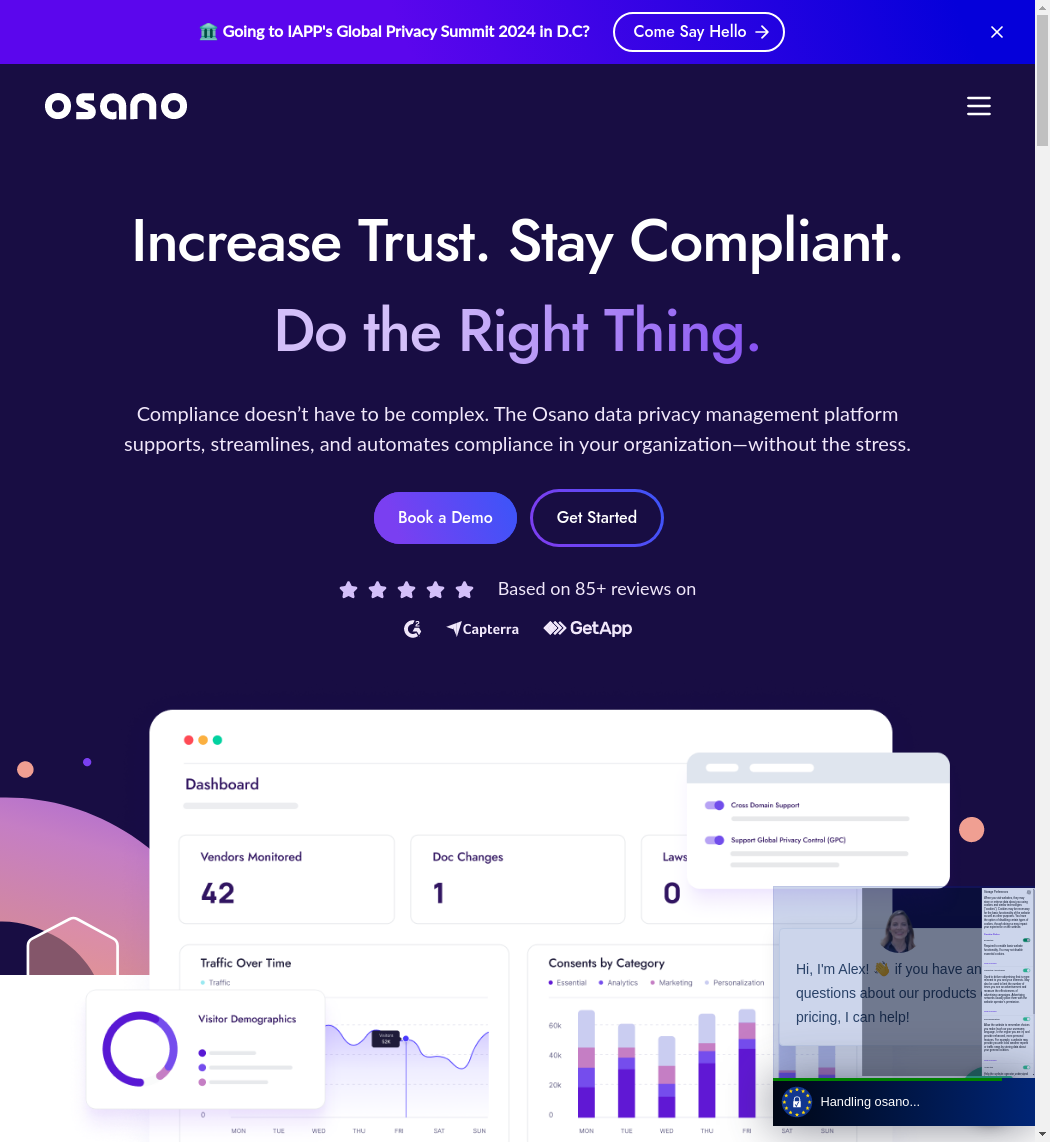 🏛️ Going to IAPP's Global Privacy Summit 2024 in D.C?
Come Say Hello →
osano
Increase Trust. Stay Compliant.
Do the Right Thing.
Compliance doesn’t have to be complex. The Osano data privacy management platform
supports, streamlines, and automates compliance in your organization—without the stress.
Book a Demo
Get Started
Based on 85+ reviews on
G2
Capterra
GetApp
Dashboard
Cross Domain Support
Support Global Privacy Control (GPC)
Vendors Monitored
42
Doc Changes
1
Laws
0
Traffic Over Time
Traffic
Consents by Category
Essential
Analytics
Marketing
Personalization
Visitor Demographics
Visitors
52K
0
MON TUE WED THU FRI SAT SUN
60k
40k
20k
0
MON TUE WED THU FRI SAT SUN
Hi, I'm Alex! 👋 if you have an
questions about our products
pricing, I can help!
Handling osano...